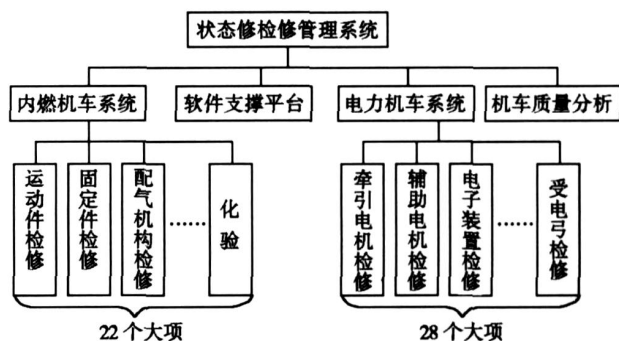 状态修检修管理系统
内燃机车系统
软件支撑平台
电力机车系统
机车质量分析
运动件检修
固定件检修
配气机构检修
……
化验
牵引电机检修
辅助电机检修
电子装置检修
……
受电弓检修
22个大项
28个大项